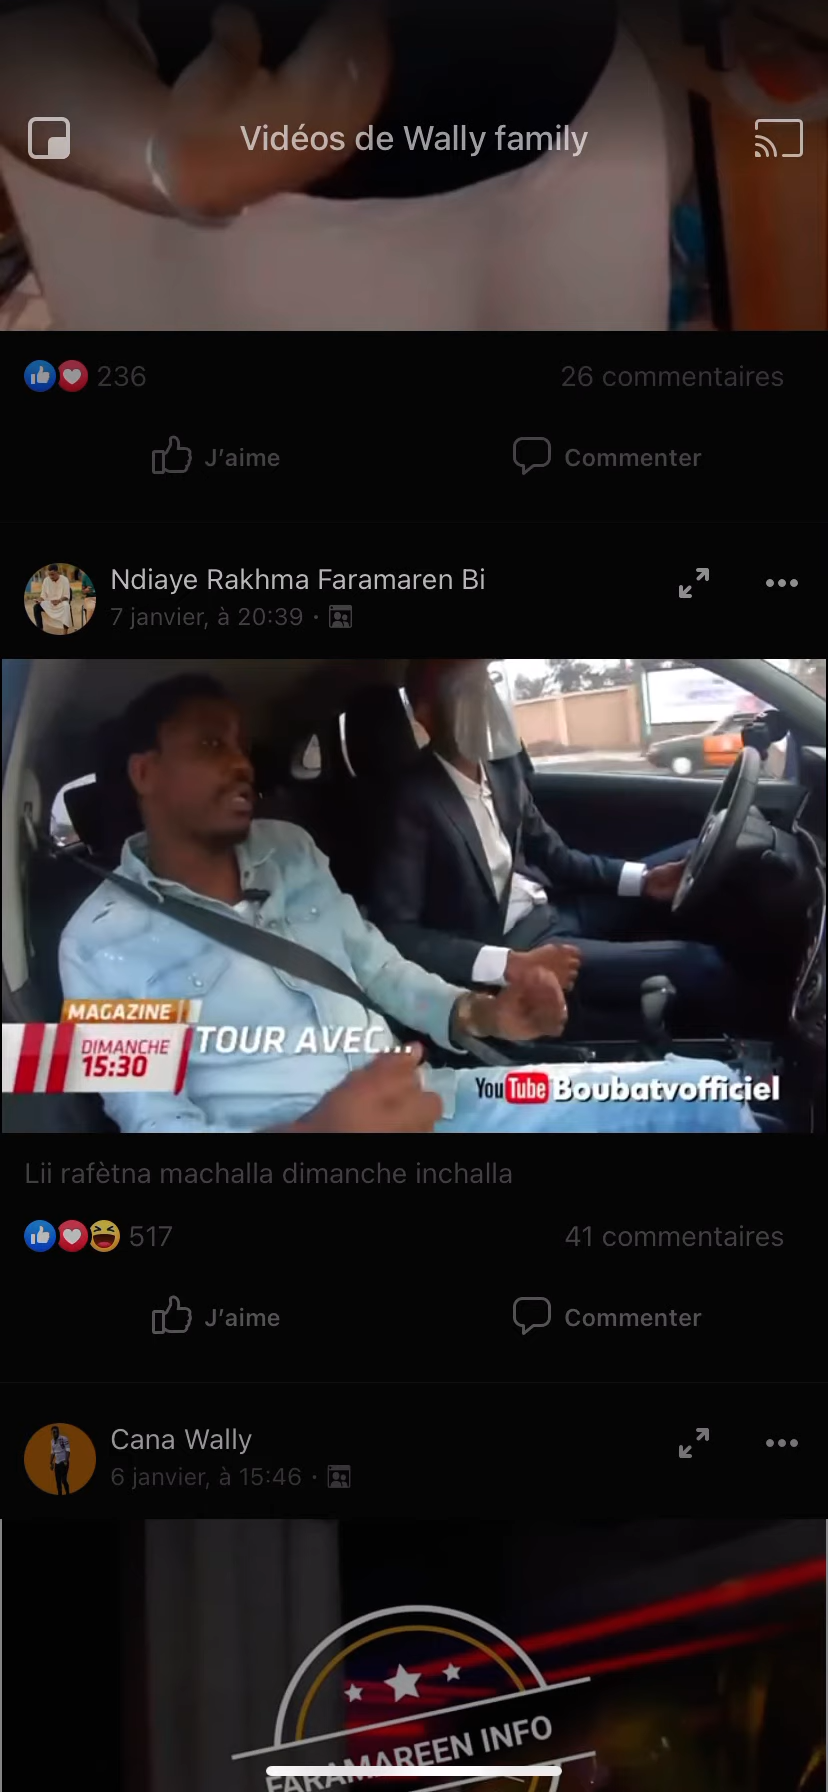 Vidéos de Wally family
236
26 commentaires
J'aime
Commenter
Ndiaye Rakhma Faramaren Bi
7 janvier, à 20:39 ·
MAGAZINE
DIMANCHE
15:30
TOUR AVEC...
YouTube Boubatvofficiel
Lii rafètna machalla dimanche inchalla
517
41 commentaires
J'aime
Commenter
Cana Wally
6 janvier, à 15:46 ·
FARAMAREEN INFO